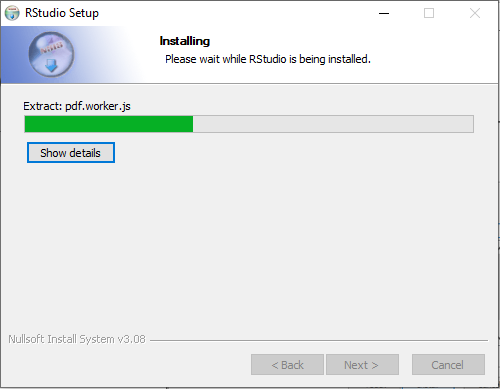 RStudio Setup
Installing
Please wait while RStudio is being installed.
Extract: pdf.worker.js
Show details
Nullsoft Install System v3.08
< Back
Next >
Cancel